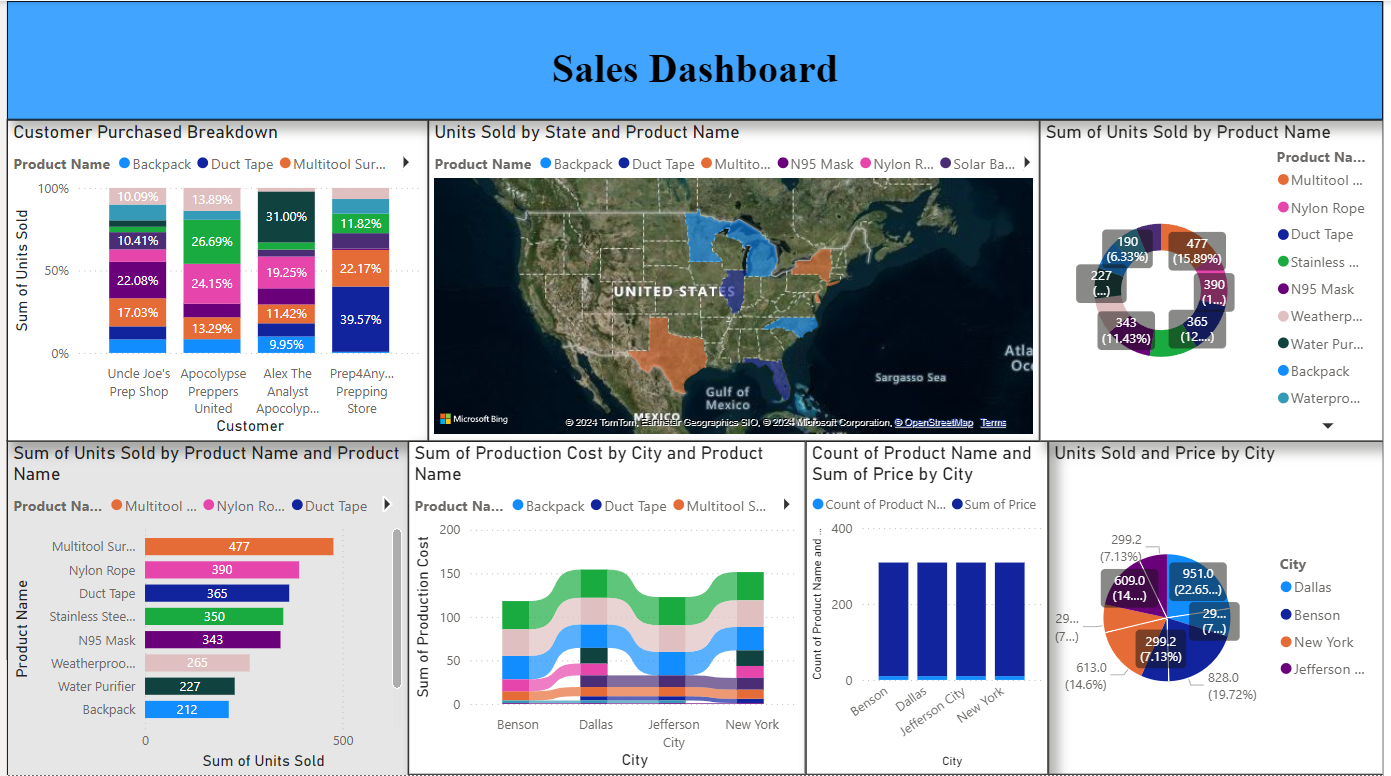 Sales Dashboard
Customer Purchased Breakdown
Product Name Backpack Duct Tape Multitool Sur...
100%
50%
0%
Sum of Units Sold
10.09%
10.41%
22.08%
17.03%
13.89%
26.69%
24.15%
13.29%
31.00%
19.25%
11.42%
9.95%
11.82%
22.17%
39.57%
Uncle Joe's
Prep Shop
Apocolypse
Preppers
United
Alex The
Analyst
Apocolyp...
Prep4Any...
Prepping
Store
Customer
Units Sold by State and Product Name
Product Name Backpack Duct Tape Multito... N95 Mask Nylon R... Solar Ba...
UNITED STATES
Gulf of
Mexico
MEXICO
Sargasso Sea
Atla
Oc
Microsoft Bing
© 2024 TomTom, Earthstar Geographics SIO, © 2024 Microsoft Corporation, © OpenStreetMap Terms
Sum of Units Sold by Product Name
Product Na...
Multitool ...
Nylon Rope
Duct Tape
Stainless ...
N95 Mask
Weatherp...
Water Pur...
Backpack
Waterpro...
477
(15.89%)
390
(1...)
365
(12....)
343
(11.43%)
227
(...)
190
(6.33%)
Sum of Units Sold by Product Name and Product
Name
Product Na... Multitool ... Nylon Ro... Duct Tape
Product Name
Multitool Sur... 477
Nylon Rope 390
Duct Tape 365
Stainless Stee... 350
N95 Mask 343
Weatherproo... 265
Water Purifier 227
Backpack 212
0 500
Sum of Units Sold
Sum of Production Cost by City and Product
Name
Product Na... Backpack Duct Tape Multitool S...
200
150
100
50
0
Sum of Production Cost
Benson
Dallas
Jefferson
City
New York
City
Count of Product Name and
Sum of Price by City
Count of Product N... Sum of Price
400
200
0
Count of Product Name and ...
Benson
Dallas
Jefferson City
New York
City
Units Sold and Price by City
299.2
(7.13%)
951.0
(22.65...)
29...
(7...)
828.0
(19.72%)
299.2
(7.13%)
613.0
(14.6%)
29...
(7...)
609.0
(14....)
City
Dallas
Benson
New York
Jefferson ...